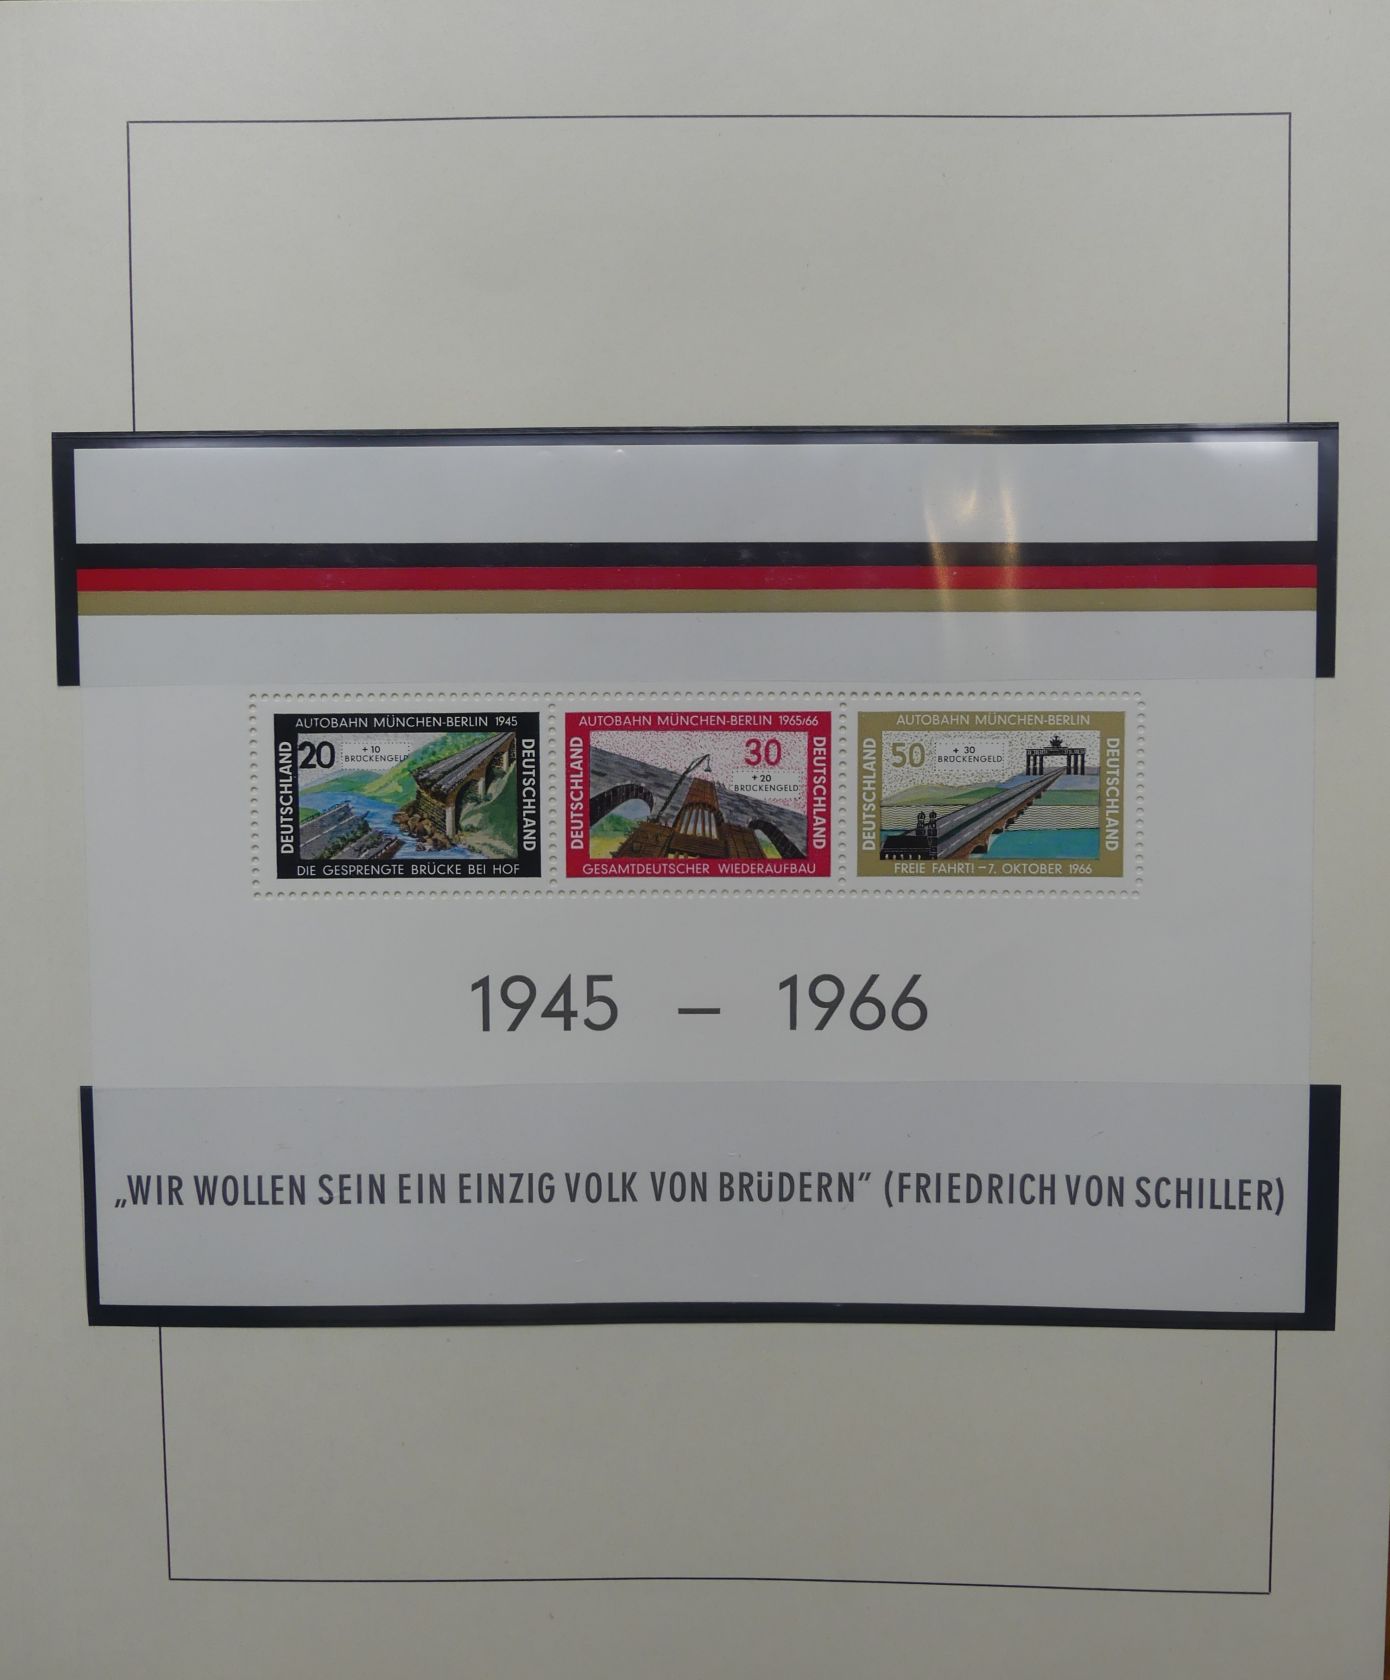 AUTOBAHN MÜNCHEN-BERLIN 1945
20
+10
BRÜCKENGELD
DEUTSCHLAND
DEUTSCHLAND
DIE GESPRENGTE BRÜCKE BEI HOF
AUTOBAHN MÜNCHEN-BERLIN 1965/66
30
+20
BRÜCKENGELD
DEUTSCHLAND
DEUTSCHLAND
GESAMTDEUTSCHER WIEDERAUFBAU
AUTOBAHN MÜNCHEN-BERLIN
50
+ 30
BRÜCKENGELD
DEUTSCHLAND
DEUTSCHLAND
FREIE FAHRT! – 7. OKTOBER 1966
1945 – 1966
„WIR WOLLEN SEIN EIN EINZIG VOLK VON BRÜDERN" (FRIEDRICH VON SCHILLER)